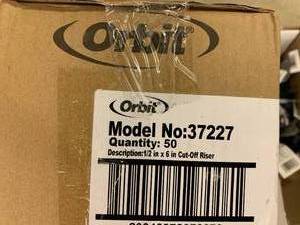 Orbit®
Orbit®
Model No:37227
Quantity: 50
Description:1/2 in x 6 in Cut-Off Riser